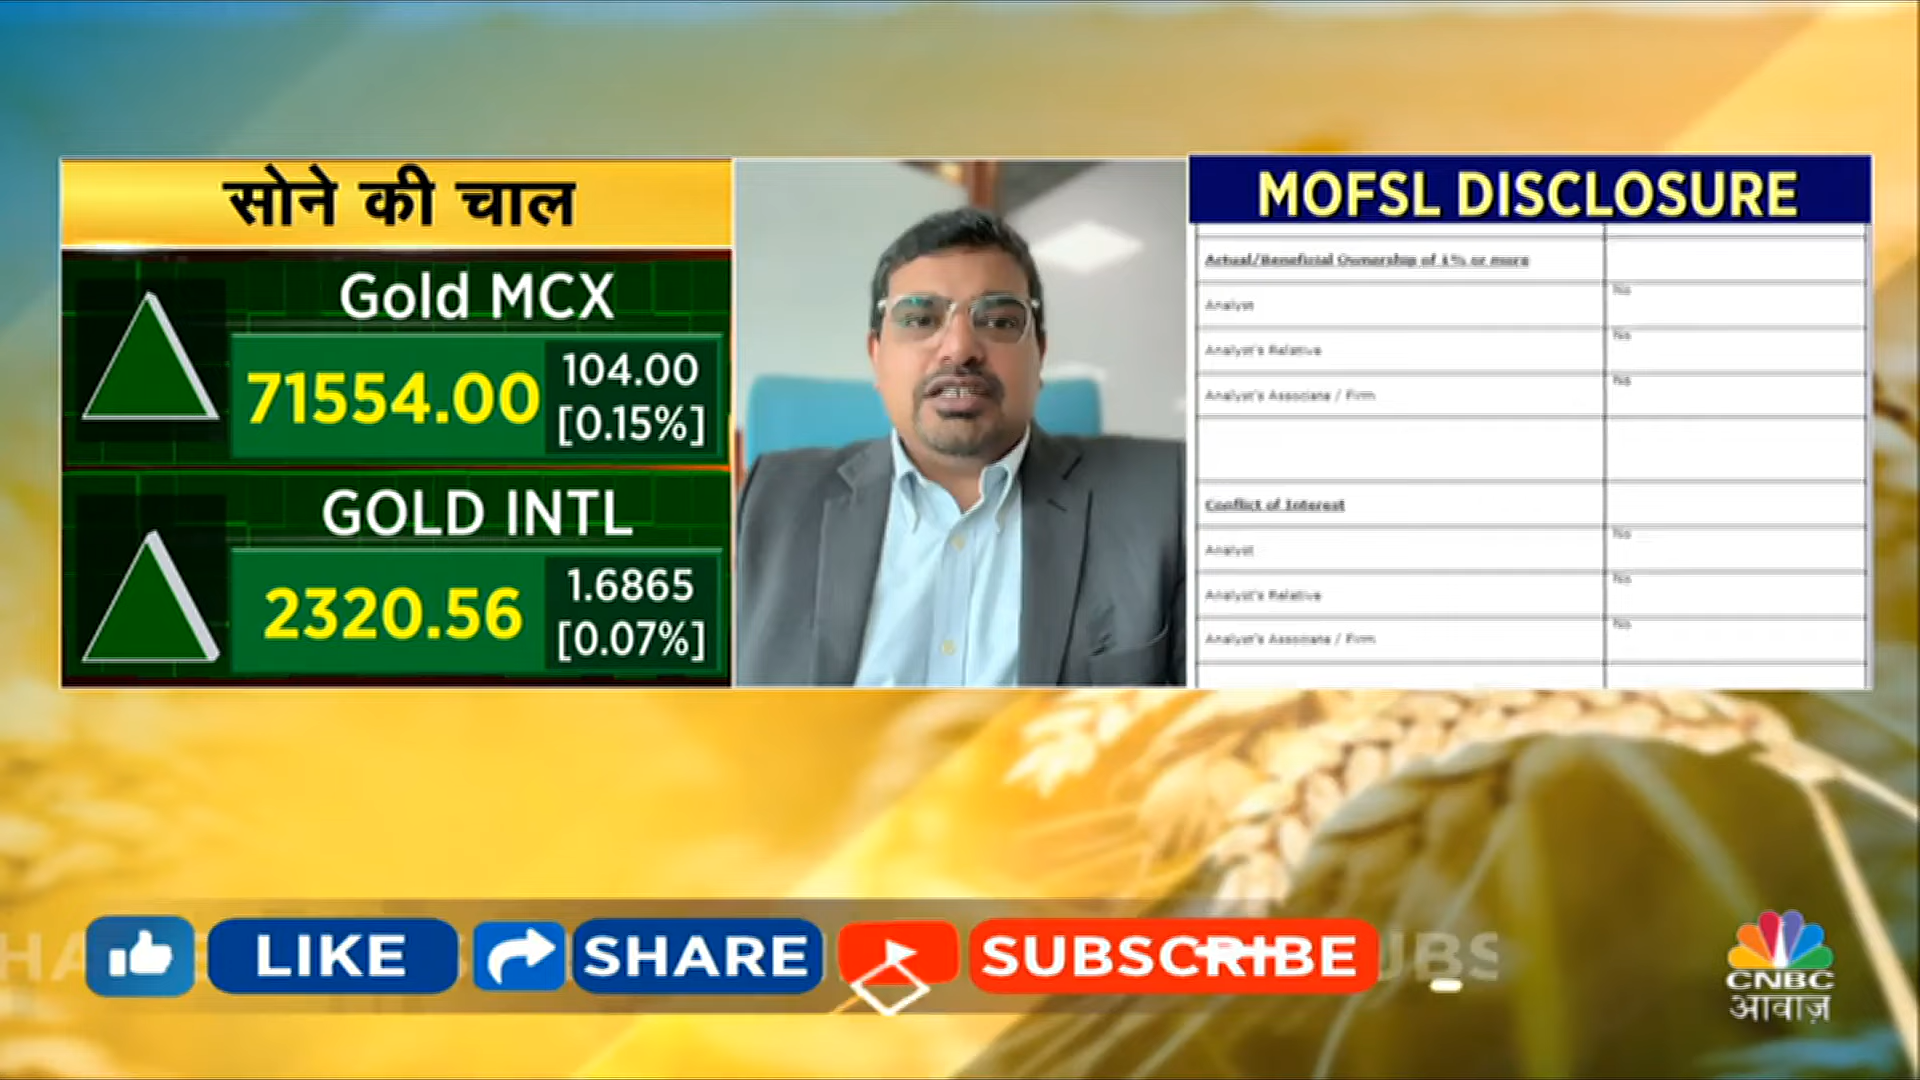 सोने की चाल
Gold MCX
71554.00
104.00
[0.15%]
GOLD INTL
2320.56
1.6865
[0.07%]
MOFSL DISCLOSURE
Actual/Beneficial Ownership of 1% or more
Analyst
No
Analyst's Relative
No
Analyst's Associate / Firm
No
Conflict of Interest
Analyst
No
Analyst's Relative
No
Analyst's Associate / Firm
No
LIKE
SHARE
SUBSCRIBE
CNBC
आवाज़